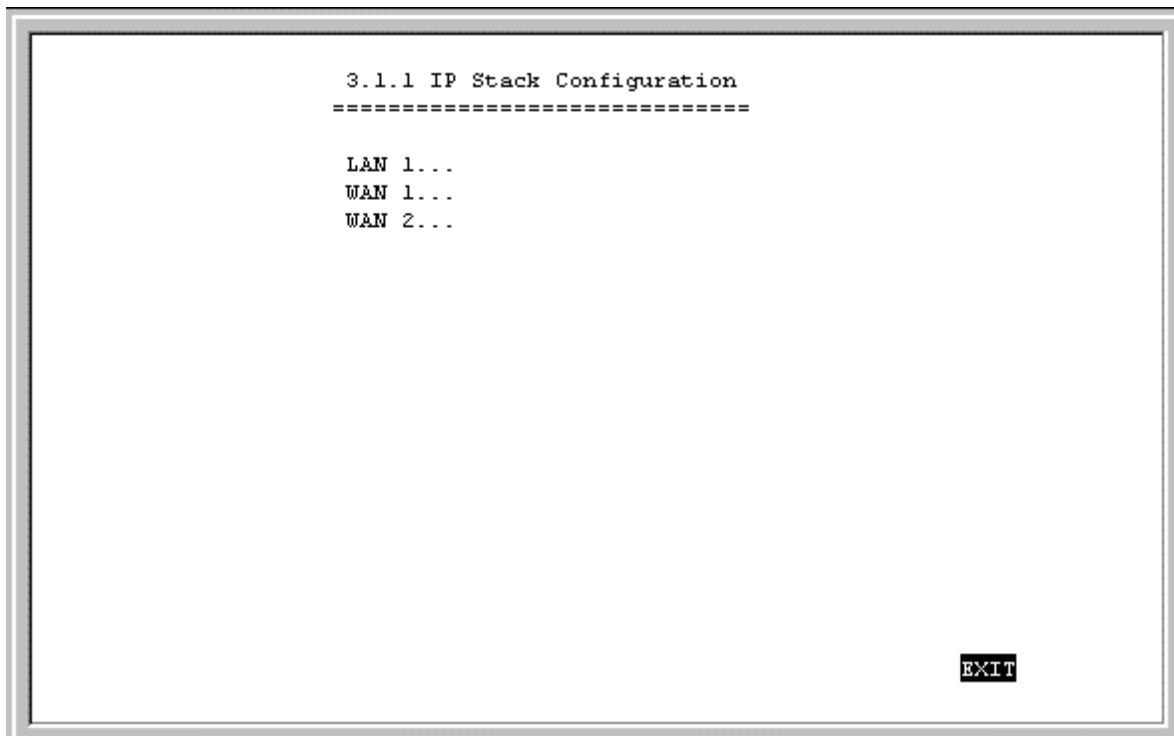 3.1.1 IP Stack Configuration
==============================
LAN 1...
WAN 1...
WAN 2...
EXIT